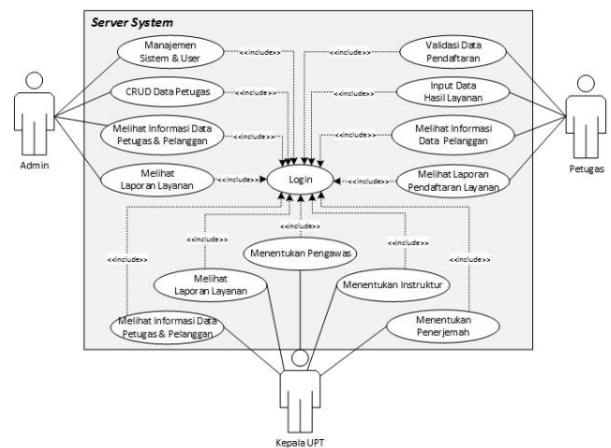 Server System
Manajemen
Sistem & User
<<include>>
CRUD Data Petugas
<<include>>
Melihat Informasi Data
Petugas & Pelanggan
<<include>>
Melihat
Laporan Layanan
<<include>>
Admin
Validasi Data
Pendaftaran
<<include>>
Input Data
Hasil Layanan
<<include>>
Melihat Informasi
Data Pelanggan
<<include>>
Melihat Laporan
Pendaftaran Layanan
<<include>>
Petugas
Login
<<include>>
<<include>>
<<include>>
<<include>>
<<include>>
Menentukan Pengawas
Melihat
Laporan Layanan
Menentukan Instruktur
Melihat Informasi Data
Petugas & Pelanggan
Menentukan
Penerjemah
Kepala UPT